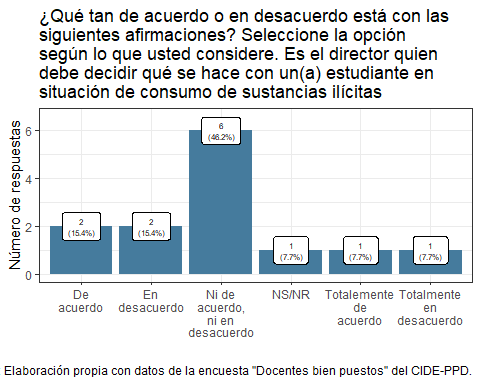 ¿Qué tan de acuerdo o en desacuerdo está con las
siguientes afirmaciones? Seleccione la opción
según lo que usted considere. Es el director quien
debe decidir qué se hace con un(a) estudiante en
situación de consumo de sustancias ilícitas
Número de respuestas
6
4
2
0
2
(15.4%)
2
(15.4%)
6
(46.2%)
1
(7.7%)
1
(7.7%)
1
(7.7%)
De
acuerdo
En
desacuerdo
Ni de
acuerdo,
ni en
desacuerdo
NS/NR
Totalemente
de
acuerdo
Totalmente
en
desacuerdo
Elaboración propia con datos de la encuesta "Docentes bien puestos" del CIDE-PPD.